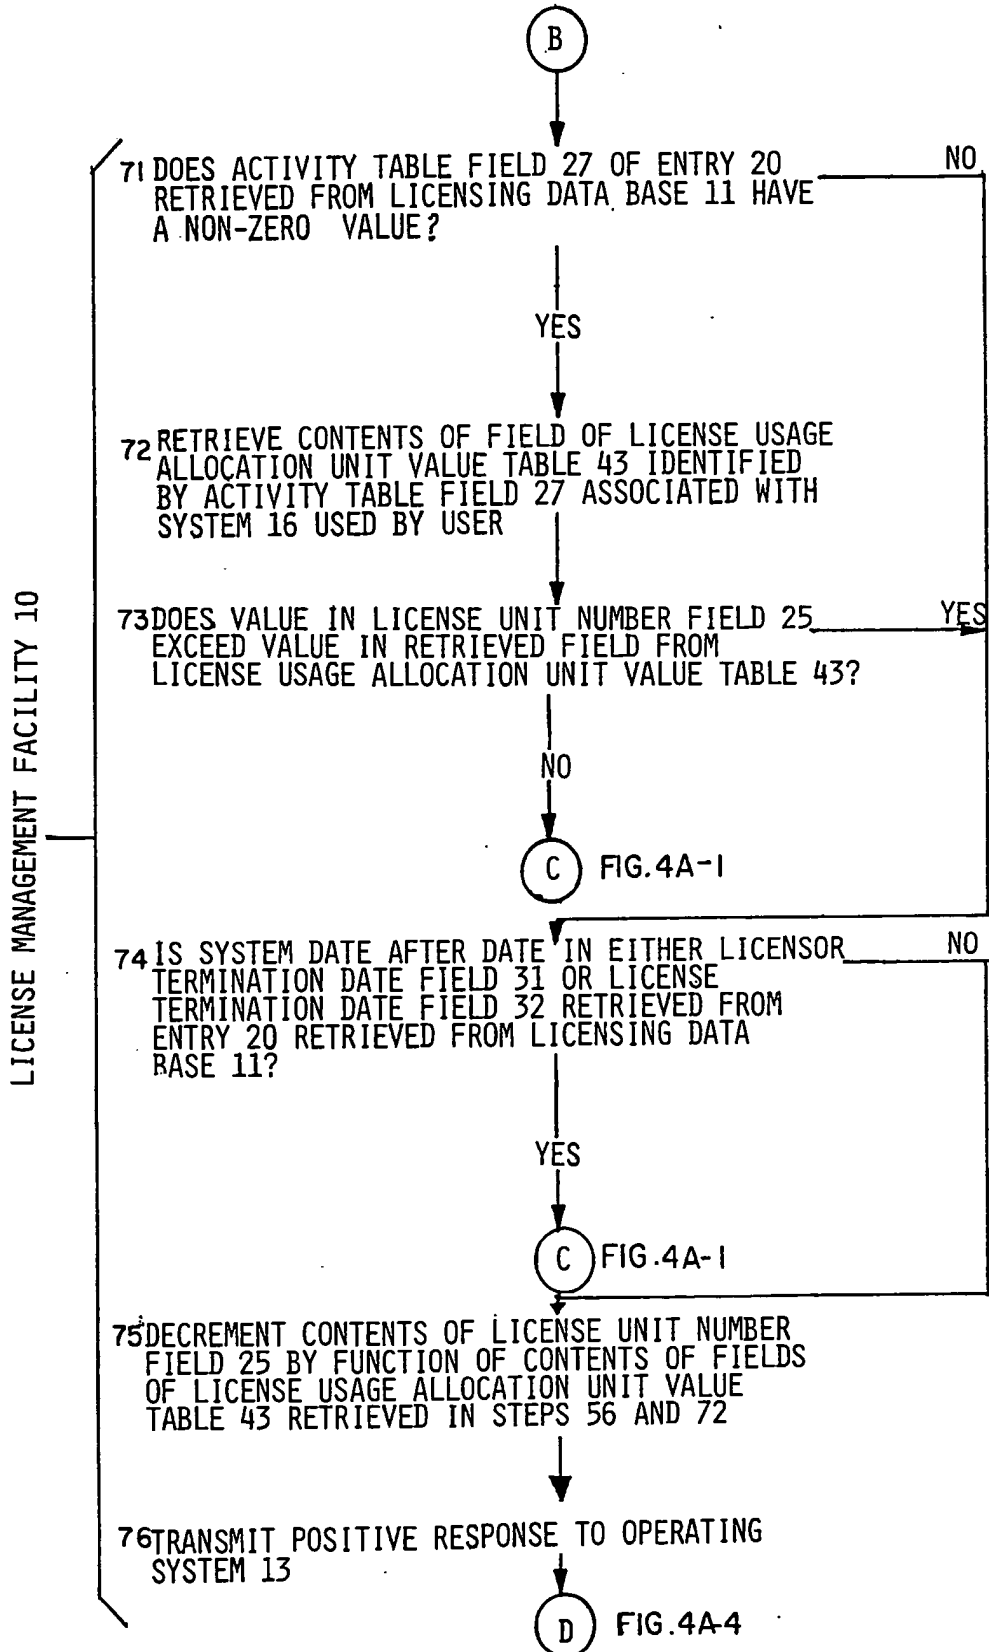 B
71 DOES ACTIVITY TABLE FIELD 27 OF ENTRY 20 NO
RETRIEVED FROM LICENSING DATA BASE 11 HAVE
A NON-ZERO VALUE?
YES
72 RETRIEVE CONTENTS OF FIELD OF LICENSE USAGE
ALLOCATION UNIT VALUE TABLE 43 IDENTIFIED
BY ACTIVITY TABLE FIELD 27 ASSOCIATED WITH
SYSTEM 16 USED BY USER
73 DOES VALUE IN LICENSE UNIT NUMBER FIELD 25 YES
EXCEED VALUE IN RETRIEVED FIELD FROM
LICENSE USAGE ALLOCATION UNIT VALUE TABLE 43?
NO
C FIG.4A-1
74 IS SYSTEM DATE AFTER DATE IN EITHER LICENSOR NO
TERMINATION DATE FIELD 31 OR LICENSE
TERMINATION DATE FIELD 32 RETRIEVED FROM
ENTRY 20 RETRIEVED FROM LICENSING DATA
BASE 11?
YES
C FIG.4A-1
75 DECREMENT CONTENTS OF LICENSE UNIT NUMBER
FIELD 25 BY FUNCTION OF CONTENTS OF FIELDS
OF LICENSE USAGE ALLOCATION UNIT VALUE
TABLE 43 RETRIEVED IN STEPS 56 AND 72
76 TRANSMIT POSITIVE RESPONSE TO OPERATING
SYSTEM 13
D FIG.4A-4
LICENSE MANAGEMENT FACILITY 10